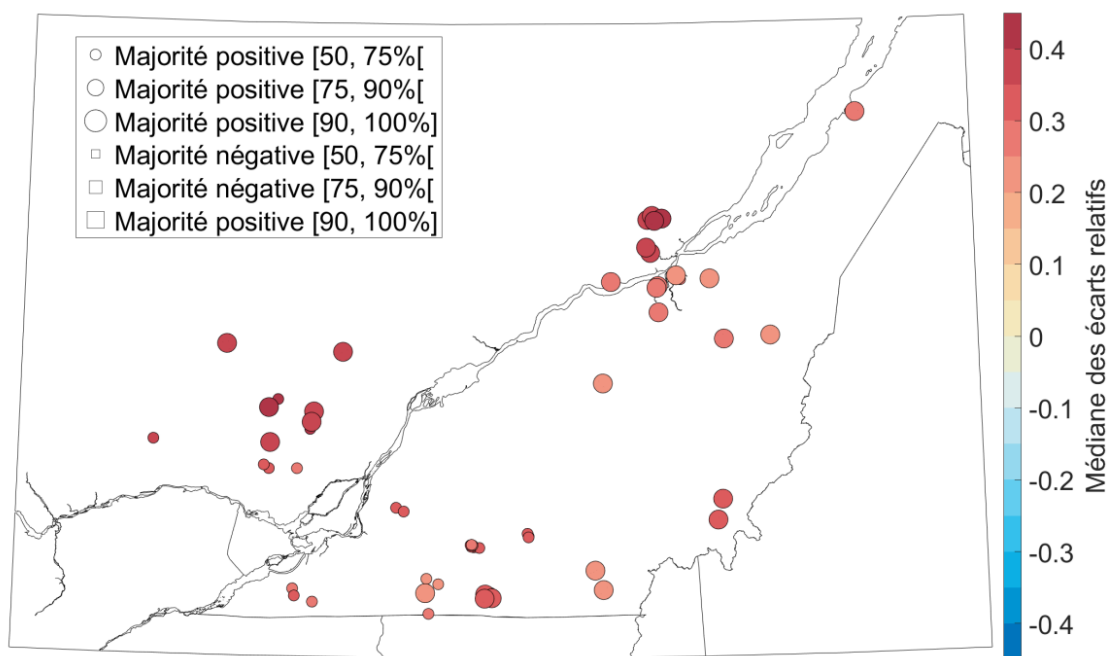 Majorité positive [50, 75%[
Majorité positive [75, 90%[
Majorité positive [90, 100%]
Majorité négative [50, 75%[
Majorité négative [75, 90%[
Majorité positive [90, 100%]
0.4
0.3
0.2
0.1
0
-0.1
-0.2
-0.3
-0.4
Médiane des écarts relatifs